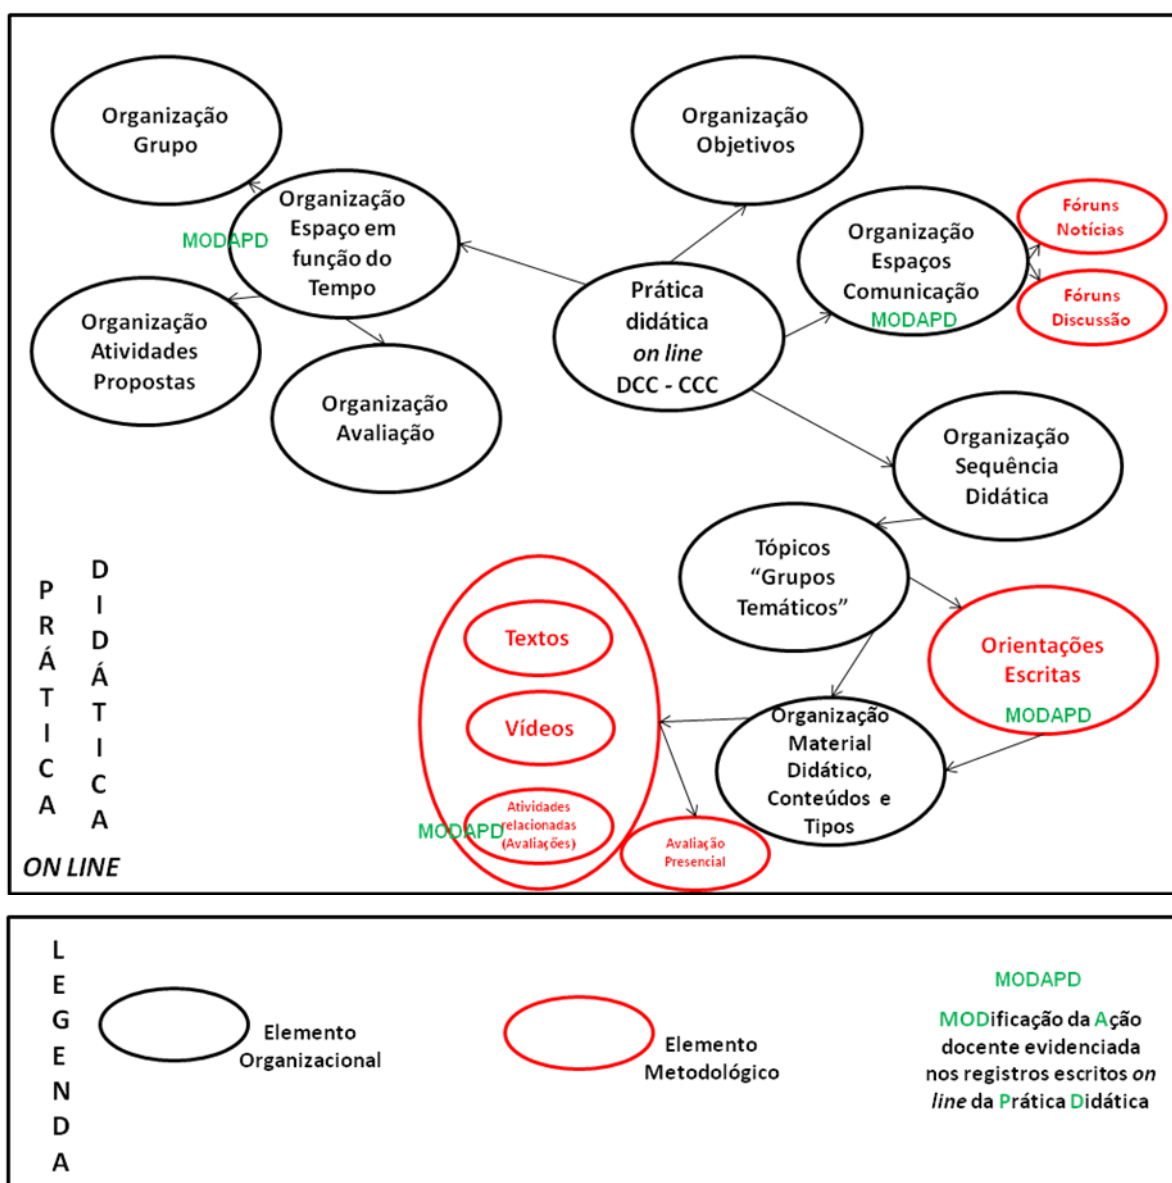 Organização
Grupo
Organização
Objetivos
Organização
Espaço em
função do
Tempo
MODAPD
Organização
Espaços
Comunicação
MODAPD
Fóruns
Notícias
Fóruns
Discussão
Prática
didática
on line
DCC - CCC
Organização
Atividades
Propostas
Organização
Avaliação
Organização
Sequência
Didática
Tópicos
“Grupos
Temáticos”
Orientações
Escritas
MODAPD
Textos
Vídeos
Atividades
relacionadas
(Avaliações)
MODAPD
Organização
Material
Didático,
Conteúdos e
Tipos
Avaliação
Presencial
PRÁTICA
DIDÁTICA
ON LINE
LEGENDA
Elemento
Organizacional
Elemento
Metodológico
MODAPD
MODificação da Ação
docente evidenciada
nos registros escritos on
line da Prática Didática